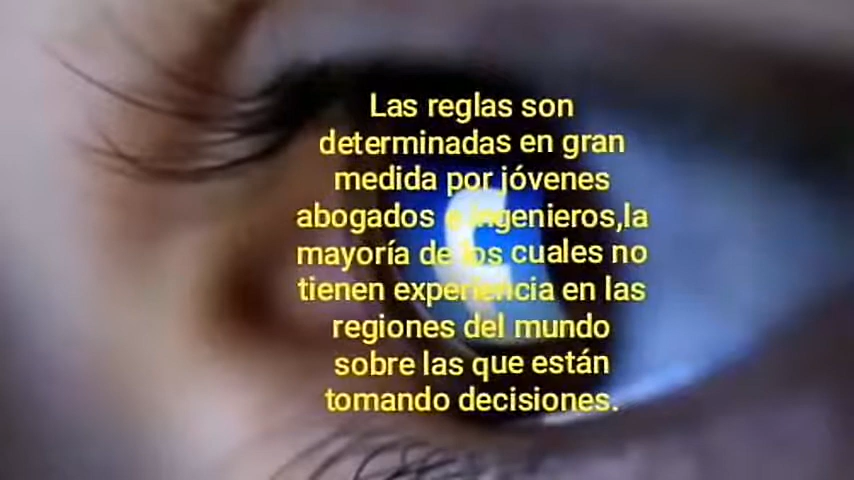 Las reglas son
determinadas en gran
medida por jóvenes
abogados e ingenieros,la
mayoría de los cuales no
tienen experiencia en las
regiones del mundo
sobre las que están
tomando decisiones.